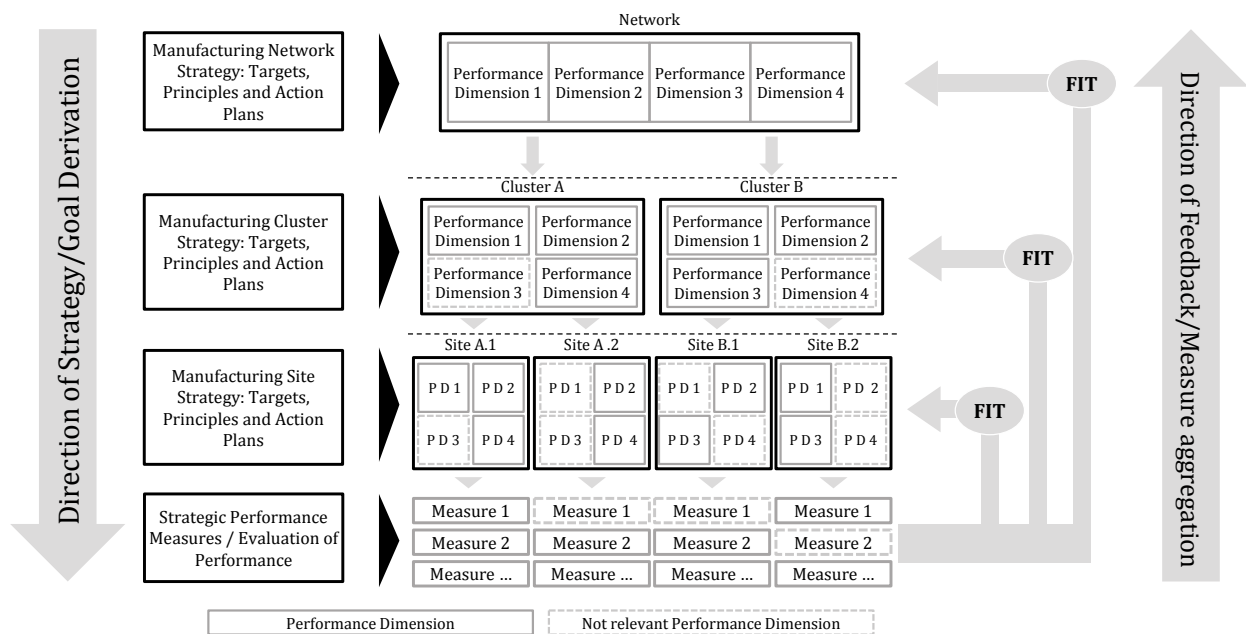 Network
Direction of Strategy/Goal Derivation
Manufacturing Network
Strategy: Targets,
Principles and Action
Plans
Performance
Dimension 1
Performance
Dimension 2
Performance
Dimension 3
Performance
Dimension 4
FIT
Direction of Feedback/Measure aggregation
Cluster A
Cluster B
Manufacturing Cluster
Strategy: Targets,
Principles and Action
Plans
Performance
Dimension 1
Performance
Dimension 2
Performance
Dimension 3
Performance
Dimension 4
Performance
Dimension 1
Performance
Dimension 2
Performance
Dimension 3
Performance
Dimension 4
FIT
Site A.1
Site A .2
Site B.1
Site B.2
Manufacturing Site
Strategy: Targets,
Principles and Action
Plans
P D 1
P D 2
P D 3
P D 4
P D 1
P D 2
P D 3
P D 4
P D 1
P D 2
P D 3
P D 4
P D 1
P D 2
P D 3
P D 4
FIT
Strategic Performance
Measures / Evaluation of
Performance
Measure 1
Measure 1
Measure 1
Measure 1
Measure 2
Measure 2
Measure 2
Measure 2
Measure ...
Measure ...
Measure ...
Measure ...
Performance Dimension
Not relevant Performance Dimension